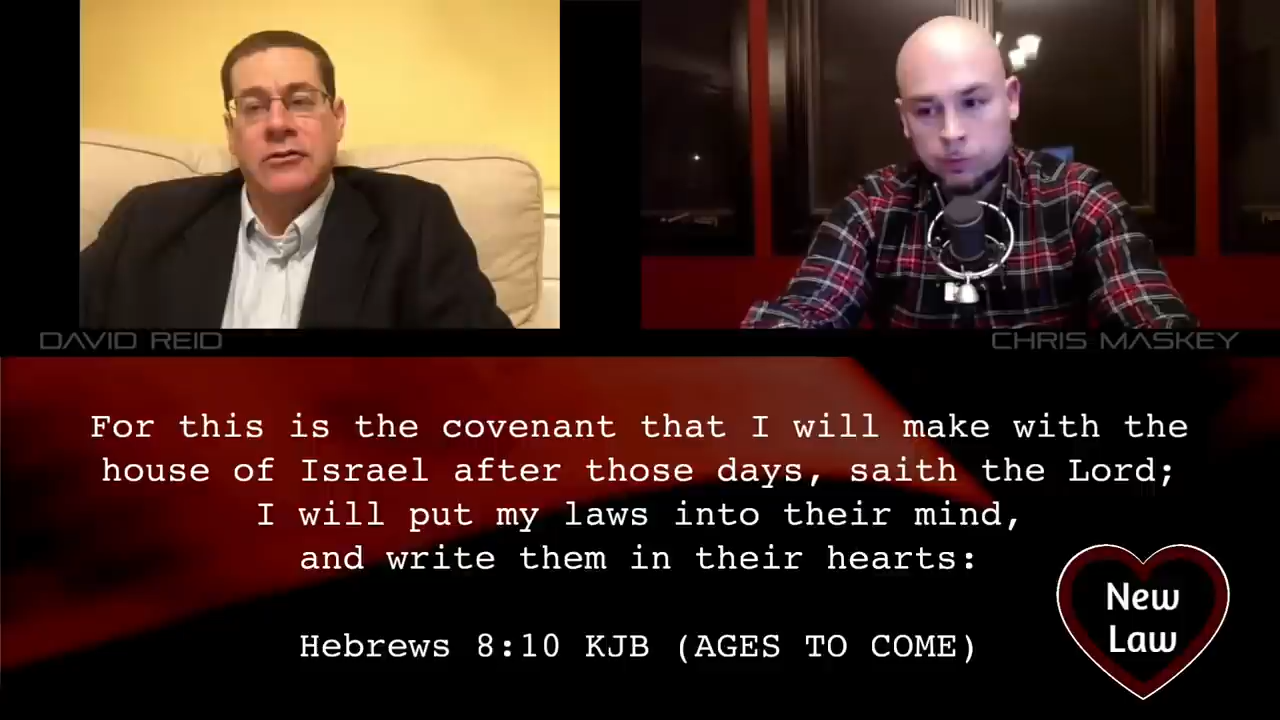 DAVID REID
CHRIS MASKEY
For this is the covenant that I will make with the
house of Israel after those days, saith the Lord;
I will put my laws into their mind,
and write them in their hearts:
Hebrews 8:10 KJB (AGES TO COME)
New
Law